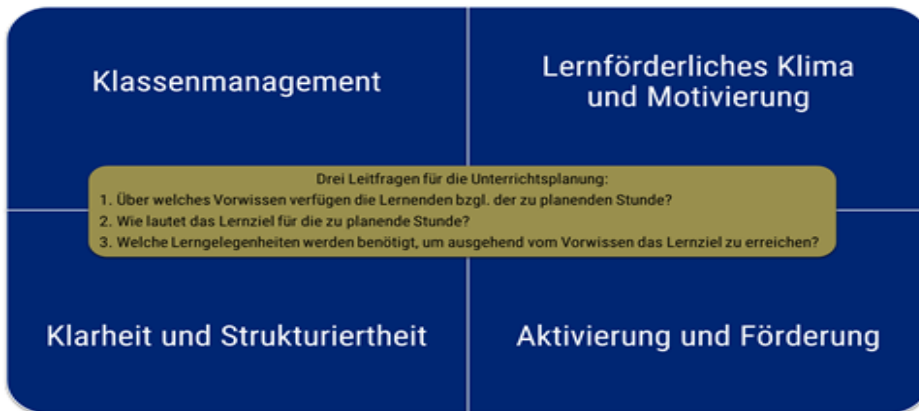 Klassenmanagement
Lernförderliches Klima
und Motivierung
Drei Leitfragen für die Unterrichtsplanung:
1. Über welches Vorwissen verfügen die Lernenden bzgl. der zu planenden Stunde?
2. Wie lautet das Lernziel für die zu planende Stunde?
3. Welche Lerngelegenheiten werden benötigt, um ausgehend vom Vorwissen das Lernziel zu erreichen?
Klarheit und Strukturiertheit
Aktivierung und Förderung